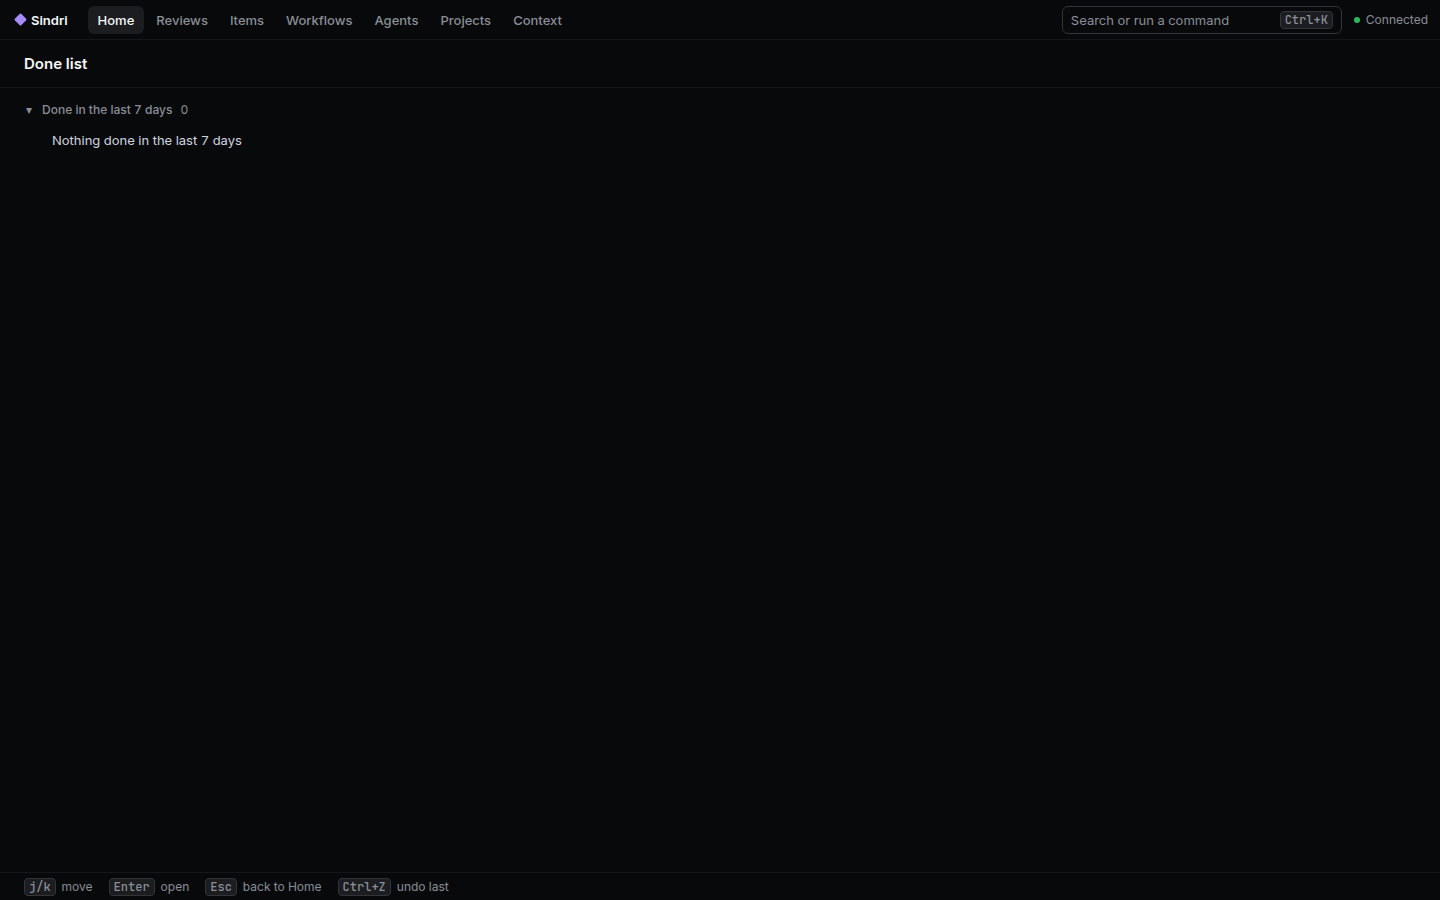 Sindri Home Reviews Items Workflows Agents Projects Context Search or run a command Ctrl+K Connected
Done list
Done in the last 7 days 0
Nothing done in the last 7 days
j/k move Enter open Esc back to Home Ctrl+Z undo last